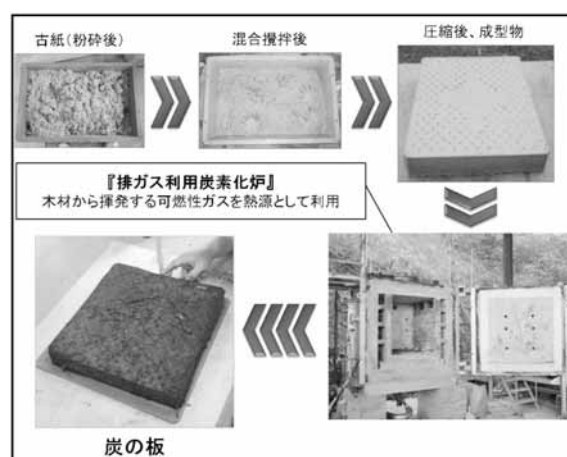 古紙(粉砕後)
混合攪拌後
圧縮後、成型物
『排ガス利用炭素化炉』
木材から揮発する可燃性ガスを熱源として利用
炭の板